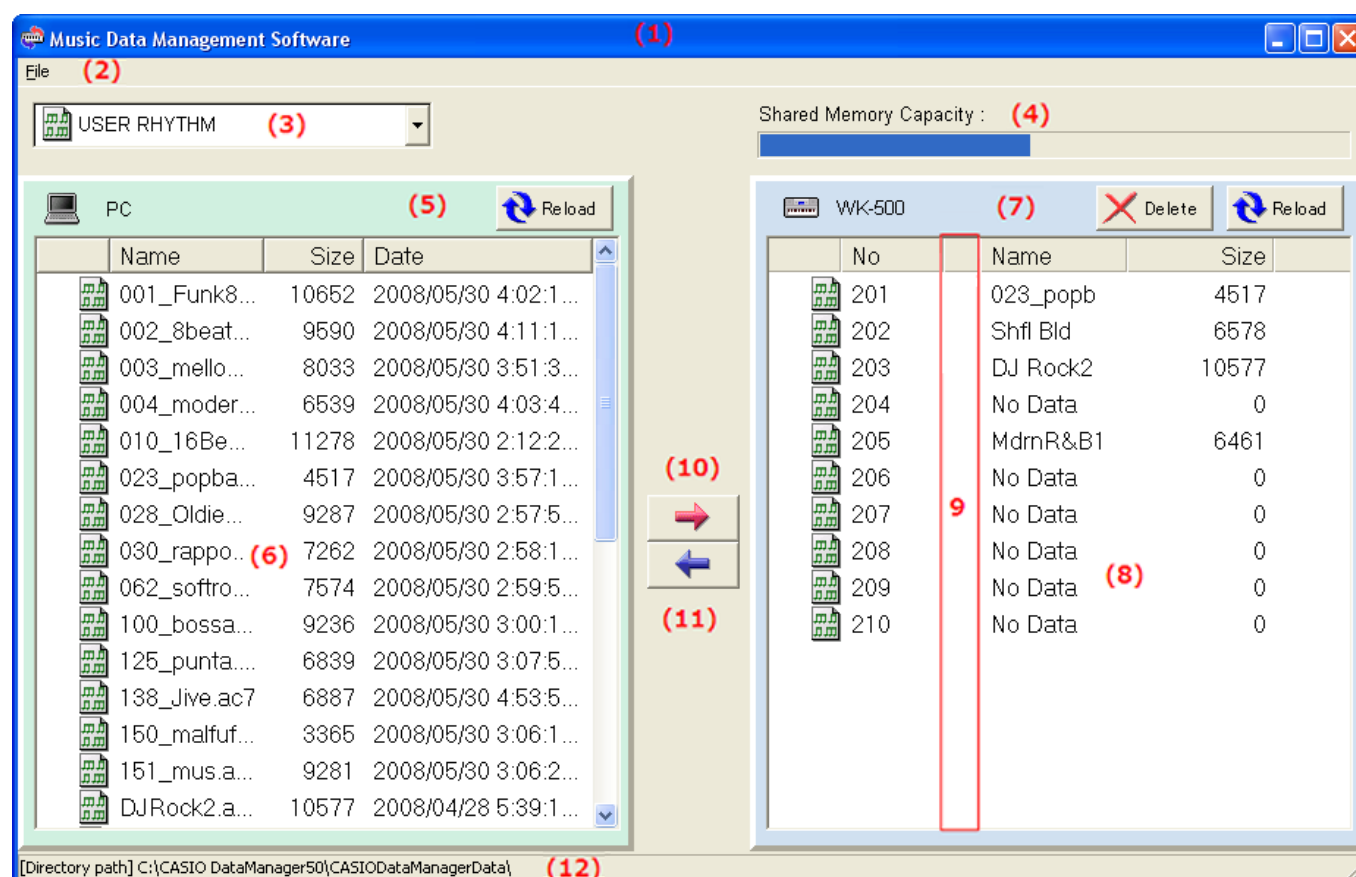 Music Data Management Software (1)
File (2)
USER RHYTHM (3)
Shared Memory Capacity : (4)
PC (5) Reload
Name Size Date
001_Funk8... 10652 2008/05/30 4:02:1...
002_8beat... 9590 2008/05/30 4:11:1...
003_mello... 8033 2008/05/30 3:51:3...
004_moder... 6539 2008/05/30 4:03:4...
010_16Be... 11278 2008/05/30 2:12:2...
023_popba... 4517 2008/05/30 3:57:1...
028_Oldie... 9287 2008/05/30 2:57:5...
030_rappo.. (6) 7262 2008/05/30 2:58:1...
062_softro... 7574 2008/05/30 2:59:5...
100_bossa... 9236 2008/05/30 3:00:1...
125_punta.... 6839 2008/05/30 3:07:5...
138_Jive.ac7 6887 2008/05/30 4:53:5...
150_malfuf... 3365 2008/05/30 3:06:1...
151_mus.a... 9281 2008/05/30 3:06:2...
DJRock2.a... 10577 2008/04/28 5:39:1...
(10)
(11)
WK-500 (7) Delete Reload
No Name Size
201 023_popb 4517
202 Shfl Bld 6578
203 DJ Rock2 10577
204 No Data 0
205 MdrnR&B1 6461
206 No Data 0
207 9 No Data 0
208 No Data 0
209 No Data (8) 0
210 No Data 0
[Directory path] C:\CASIO DataManager50\CASIODataManagerData\ (12)